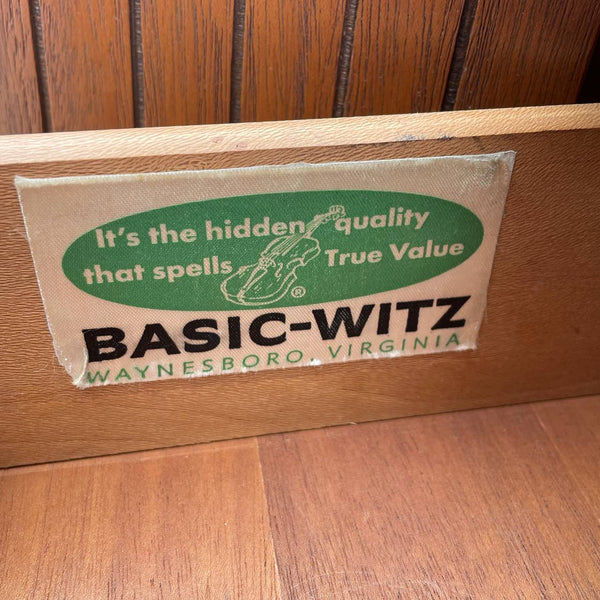 It's the hidden quality
that spells True Value
®
BASIC-WITZ
WAYNESBORO, VIRGINIA